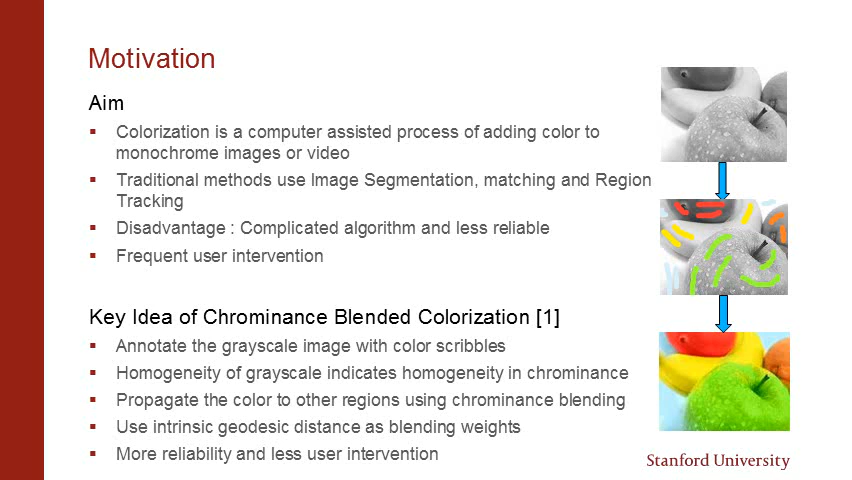 Motivation
Aim
▪ Colorization is a computer assisted process of adding color to
monochrome images or video
▪ Traditional methods use Image Segmentation, matching and Region
Tracking
▪ Disadvantage : Complicated algorithm and less reliable
▪ Frequent user intervention
Key Idea of Chrominance Blended Colorization [1]
▪ Annotate the grayscale image with color scribbles
▪ Homogeneity of grayscale indicates homogeneity in chrominance
▪ Propagate the color to other regions using chrominance blending
▪ Use intrinsic geodesic distance as blending weights
▪ More reliability and less user intervention
Stanford University